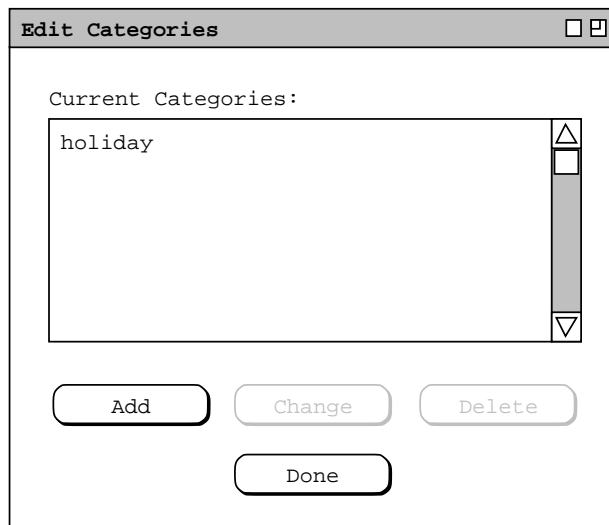 Edit Categories
Current Categories:
holiday
Add Change Delete
Done